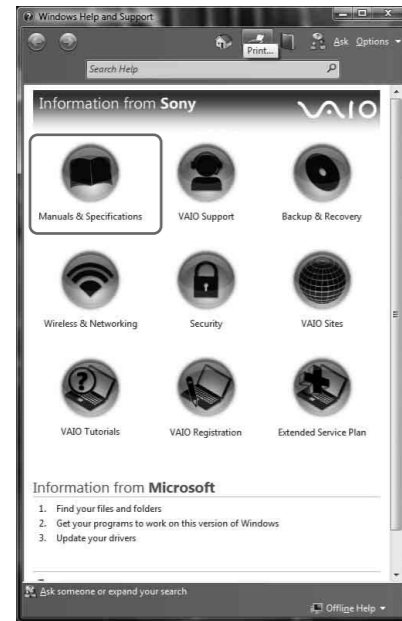 Windows Help and Support
Ask Options
Print...
Search Help
Information from Sony
VAIO
Manuals & Specifications
VAIO Support
Backup & Recovery
Wireless & Networking
Security
VAIO Sites
VAIO Tutorials
VAIO Registration
Extended Service Plan
Information from Microsoft
1. Find your files and folders
2. Get your programs to work on this version of Windows
3. Update your drivers
Ask someone or expand your search
Offline Help